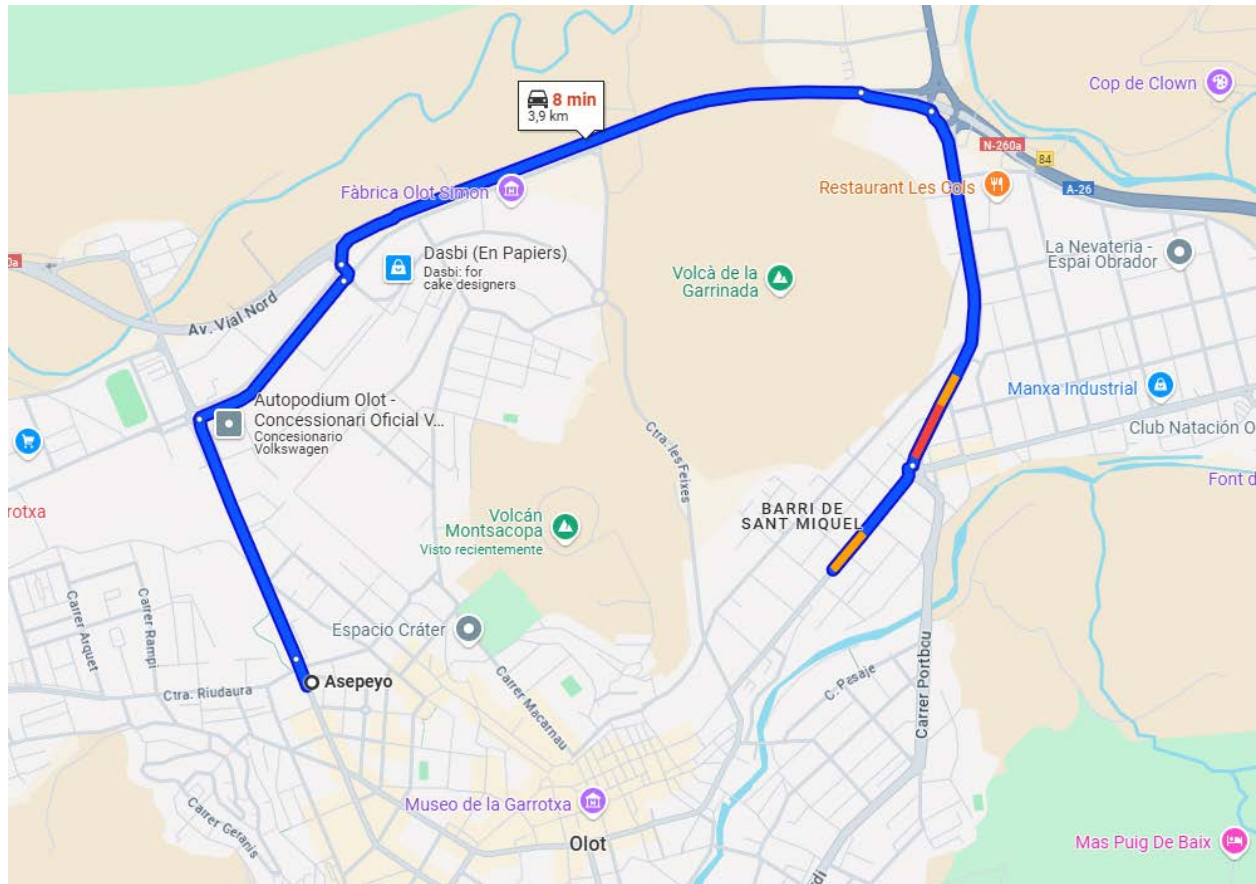 Cop de Clown
8 min
3,9 km
N-260a
84
A-26
Fàbrica Olot Simon
Restaurant Les Cols
Dasbi (En Papiers)
Dasbi: for
cake designers
La Nevateria -
Espai Obrador
0a
Volcà de la
Garrinada
Av. Vial Nord
Manxa Industrial
Autopodium Olot -
Concessionari Oficial V...
Concesionario
Volkswagen
Club Natación O
Ctra. les Feixes
Font d
rotxa
BARRI DE
SANT MIQUEL
Volcán
Montsacopa
Visto recientemente
Carrer Arquet
Carrer Rampi
Espacio Cráter
Carrer Portbou
Asepeyo
Ctra. Riudaura
C. Pasaje
Carrer Macarnau
Museo de la Garrotxa
Carrer Geranis
Olot
Mas Puig De Baix
rdi